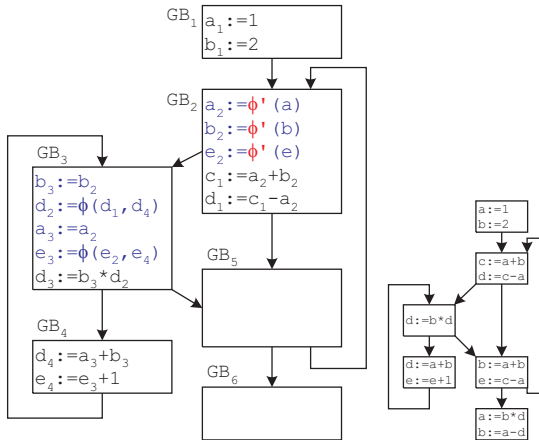 GB₁
a₁:=1
b₁:=2
GB₂
a₂:=ϕ'(a)
b₂:=ϕ'(b)
e₂:=ϕ'(e)
c₁:=a₂+b₂
d₁:=c₁-a₂
GB₃
b₃:=b₂
d₂:=ϕ(d₁,d₄)
a₃:=a₂
e₃:=ϕ(e₂,e₄)
d₃:=b₃*d₂
GB₄
d₄:=a₃+b₃
e₄:=e₃+1
GB₅
GB₆
a:=1
b:=2
c:=a+b
d:=c-a
d:=b*d
d:=a+b
e:=e+1
b:=a+b
e:=c-a
a:=b*d
b:=a-d